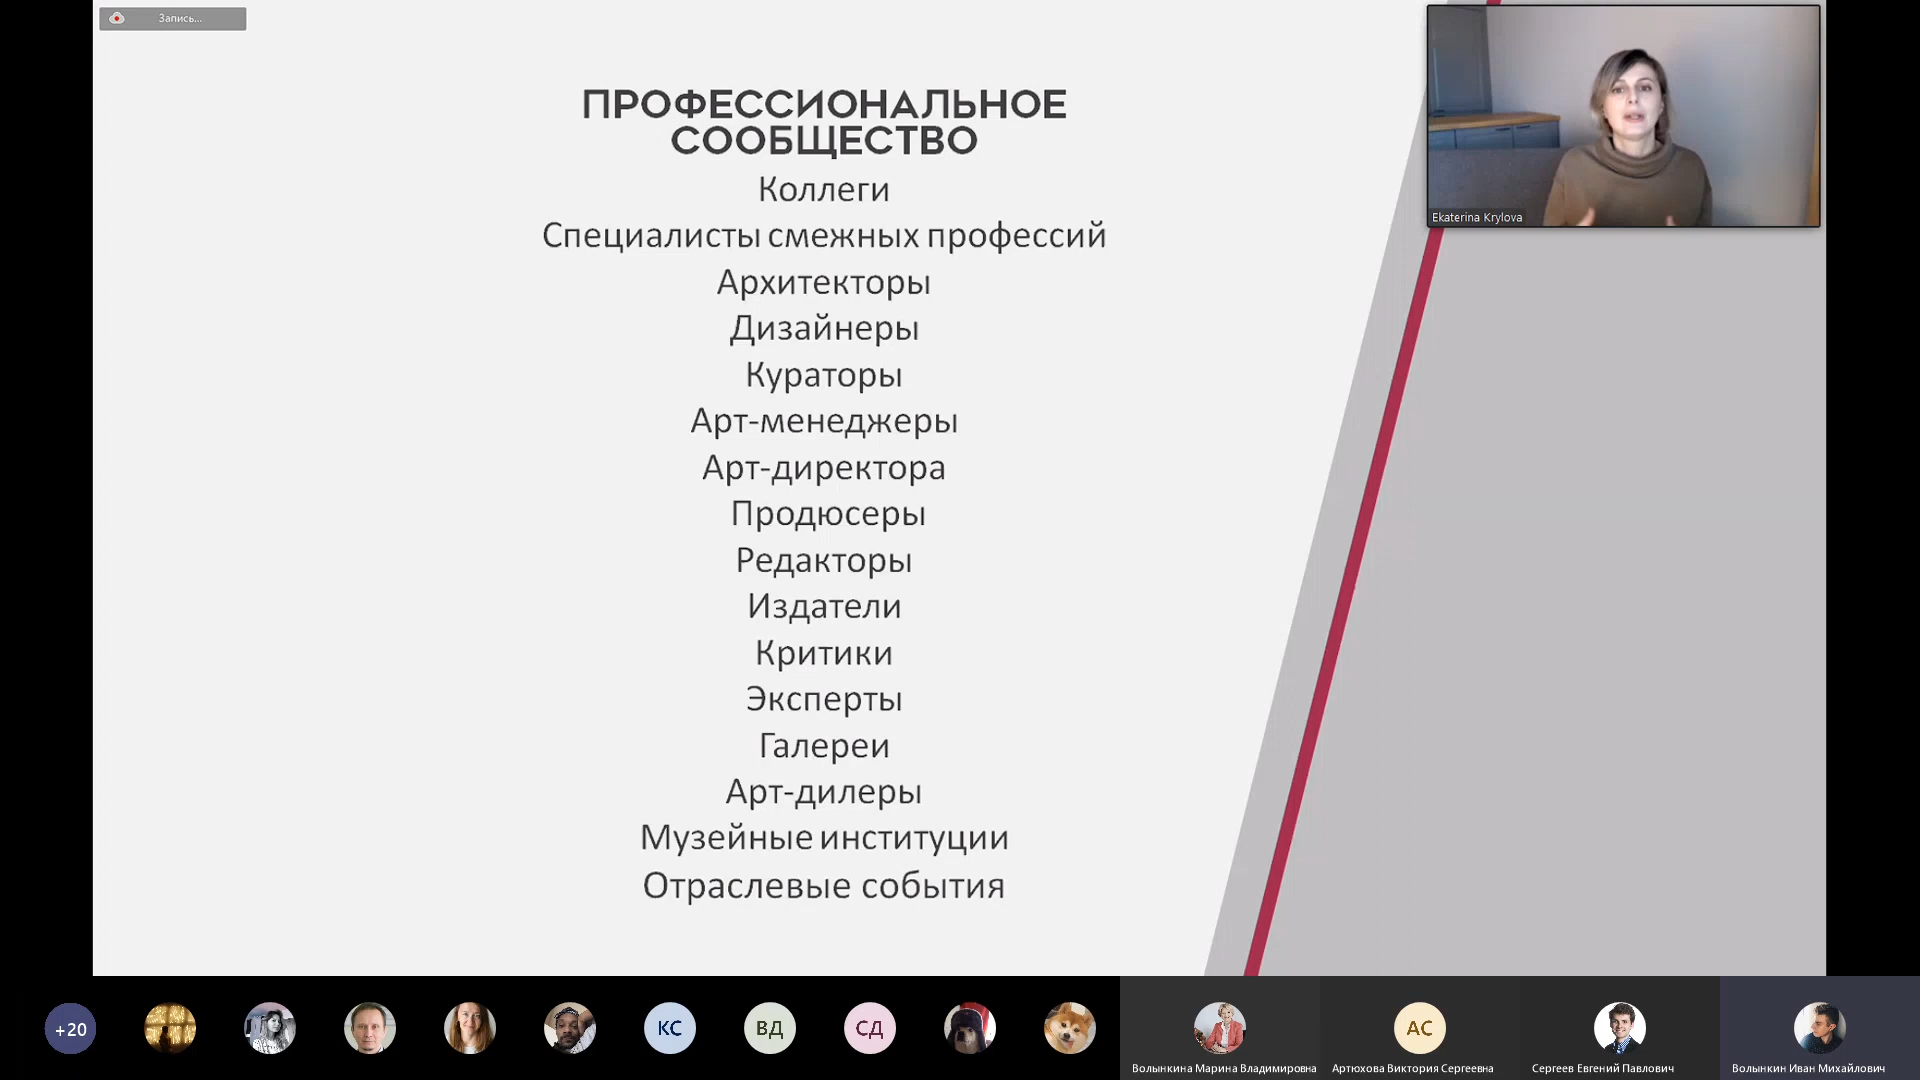 Запись...
ПРОФЕССИОНАЛЬНОЕ
СООБЩЕСТВО
Коллеги
Специалисты смежных профессий
Архитекторы
Дизайнеры
Кураторы
Арт-менеджеры
Арт-директора
Продюсеры
Редакторы
Издатели
Критики
Эксперты
Галереи
Арт-дилеры
Музейные институции
Отраслевые события
Ekaterina Krylova
+20
КС
ВД
СД
АС
Волынкина Марина Владимировна
Артюхова Виктория Сергеевна
Сергеев Евгений Павлович
Волынкин Иван Михайлович